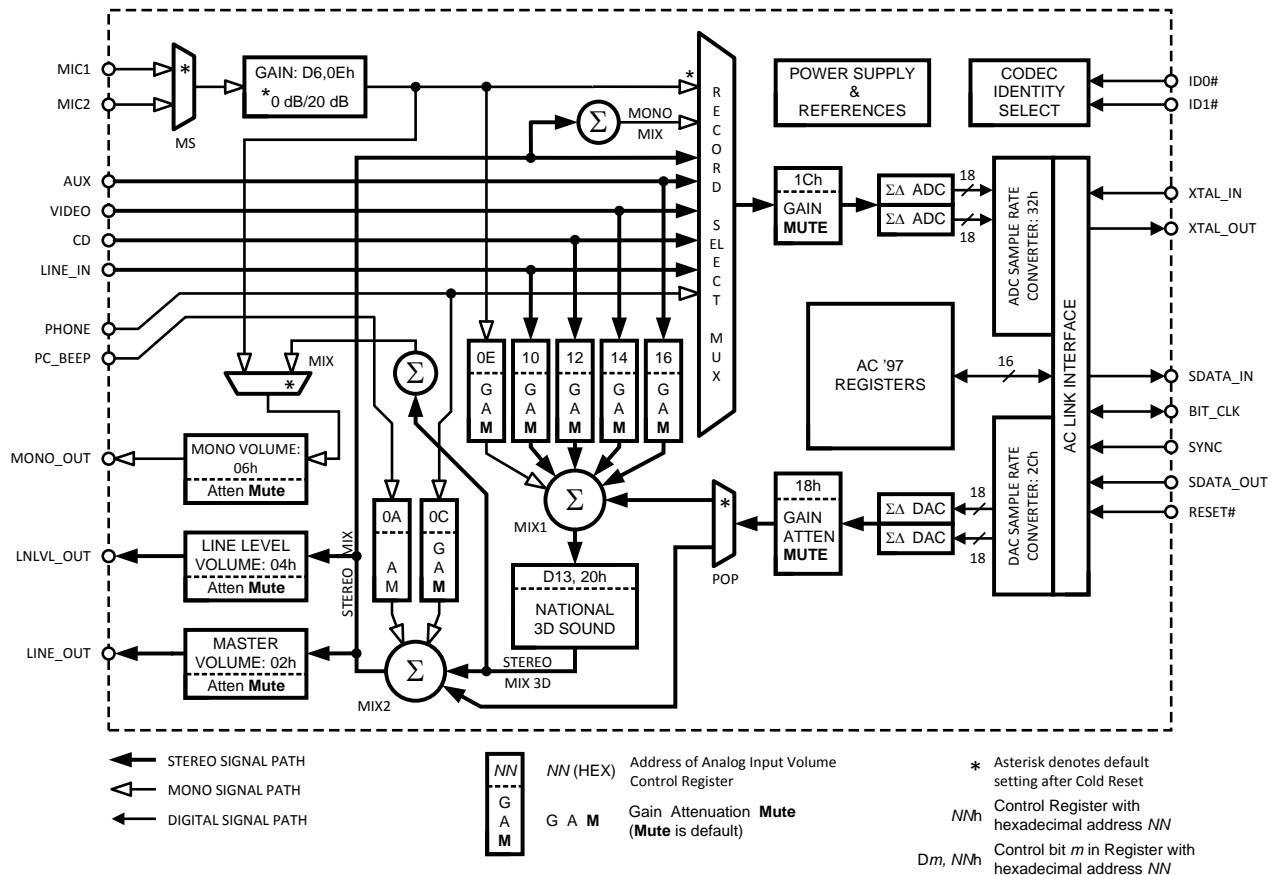 MIC1
MIC2
MS
GAIN: D6,0Eh
*0 dB/20 dB
*
*
Σ
MONO
MIX
RECORD SELECT MUX
POWER SUPPLY
&
REFERENCES
CODEC
IDENTITY
SELECT
ID0#
ID1#
AUX
VIDEO
CD
LINE_IN
PHONE
PC_BEEP
1Ch
GAIN
MUTE
ΣΔ ADC
ΣΔ ADC
18
18
ADC SAMPLE RATE
CONVERTER: 32h
AC LINK INTERFACE
XTAL_IN
XTAL_OUT
MIX
*
Σ
0E
G
A
M
10
G
A
M
12
G
A
M
14
G
A
M
16
G
A
M
AC '97
REGISTERS
16
SDATA_IN
BIT_CLK
SYNC
SDATA_OUT
RESET#
MONO_OUT
MONO VOLUME:
06h
Atten Mute
0A
A
M
0C
G
A
M
Σ
MIX1
*
POP
18h
GAIN
ATTEN
MUTE
ΣΔ DAC
ΣΔ DAC
18
18
DAC SAMPLE RATE
CONVERTER: 2Ch
LNLVL_OUT
LINE LEVEL
VOLUME: 04h
Atten Mute
STEREO MIX
D13, 20h
NATIONAL
3D SOUND
LINE_OUT
MASTER
VOLUME: 02h
Atten Mute
Σ
MIX2
STEREO
MIX 3D
STEREO SIGNAL PATH
MONO SIGNAL PATH
DIGITAL SIGNAL PATH
NN
G
A
M
NN (HEX)
Address of Analog Input Volume
Control Register
G A M
Gain Attenuation Mute
(Mute is default)
* Asterisk denotes default
setting after Cold Reset
NNh Control Register with
hexadecimal address NN
Dm, NNh Control bit m in Register with
hexadecimal address NN